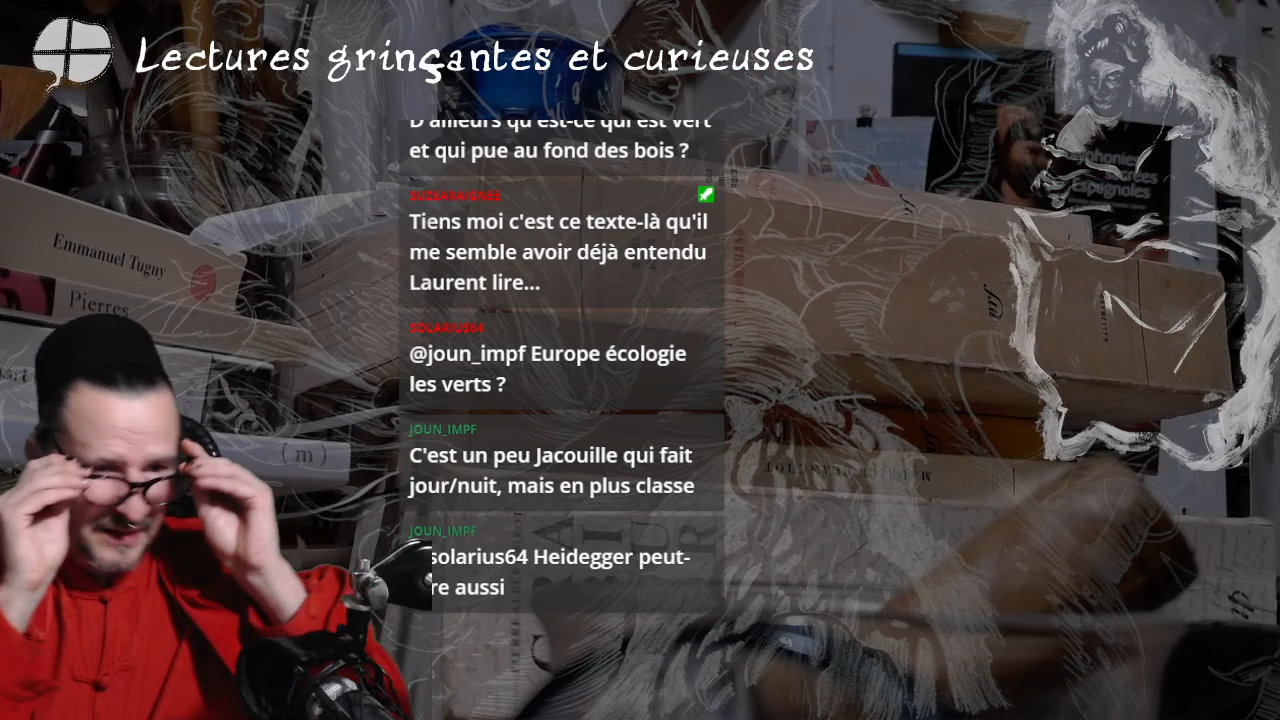 Lectures grinçantes et curieuses
D'ailleurs qu'est-ce qui est vert
et qui pue au fond des bois ?
SUZEARAIGNEE
Tiens moi c'est ce texte-là qu'il
me semble avoir déjà entendu
Laurent lire...
SOLARIUS64
@joun_impf Europe écologie
les verts ?
JOUN_IMPF
C'est un peu Jacouille qui fait
jour/nuit, mais en plus classe
JOUN_IMPF
solarius64 Heidegger peut-
re aussi
Emmanuel Tugny
Pierres
( m )
Espagnoles